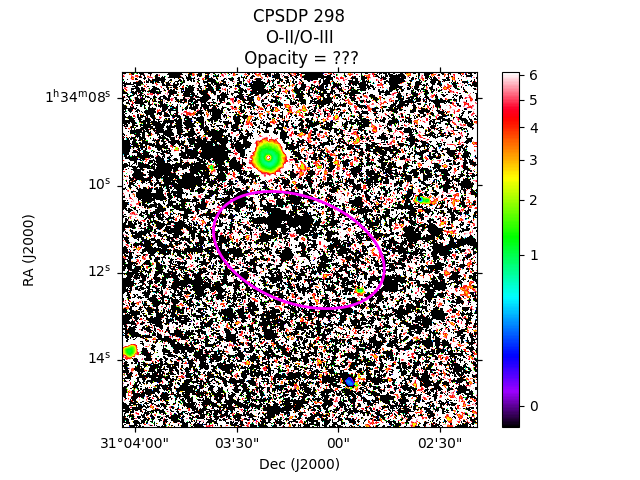 CPSDP 298
O-II/O-III
Opacity = ???
1ʰ34ᵐ08ˢ
10ˢ
12ˢ
14ˢ
RA (J2000)
31°04'00"
03'30"
00"
02'30"
Dec (J2000)
6
5
4
3
2
1
0